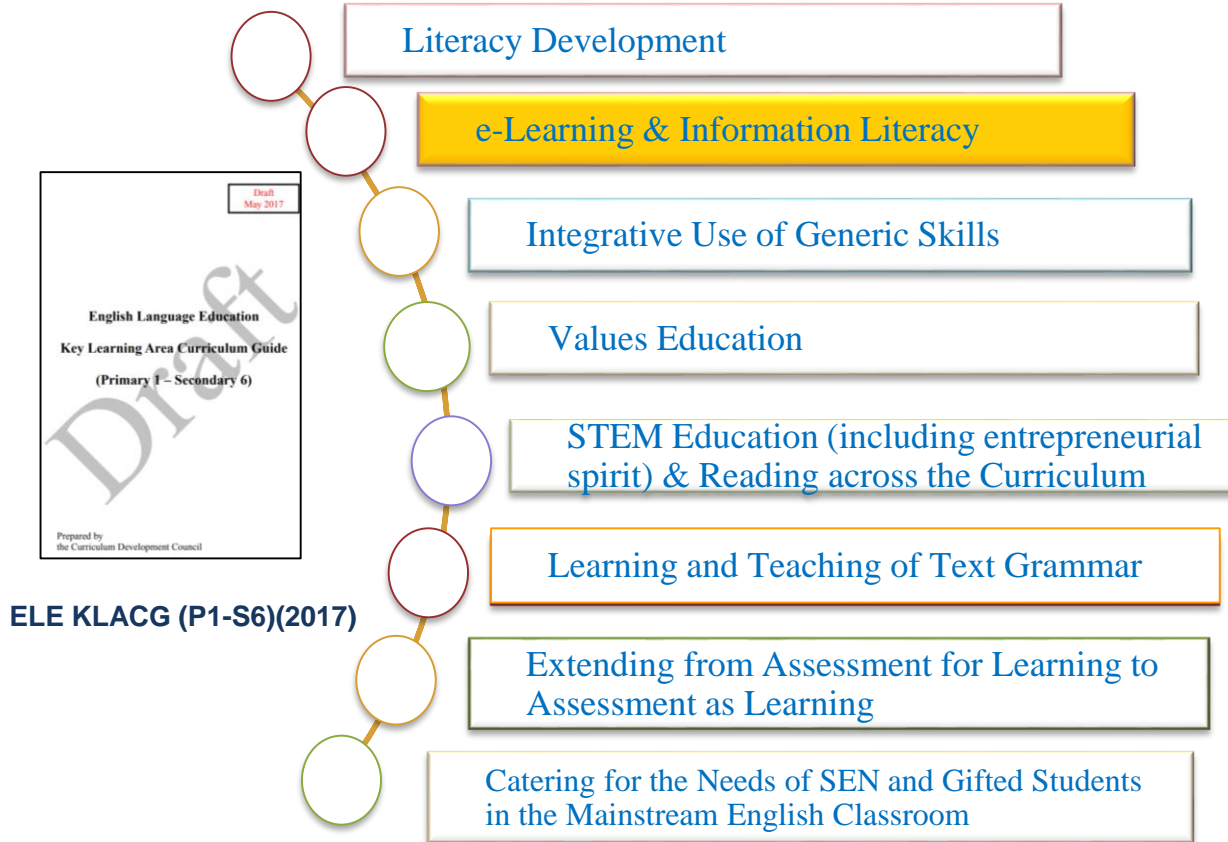 Literacy Development
e-Learning & Information Literacy
Integrative Use of Generic Skills
Values Education
STEM Education (including entrepreneurial
spirit) & Reading across the Curriculum
Learning and Teaching of Text Grammar
Extending from Assessment for Learning to
Assessment as Learning
Catering for the Needs of SEN and Gifted Students
in the Mainstream English Classroom
Draft
May 2017
Draft
English Language Education
Key Learning Area Curriculum Guide
(Primary 1 – Secondary 6)
Prepared by
the Curriculum Development Council
ELE KLACG (P1-S6)(2017)